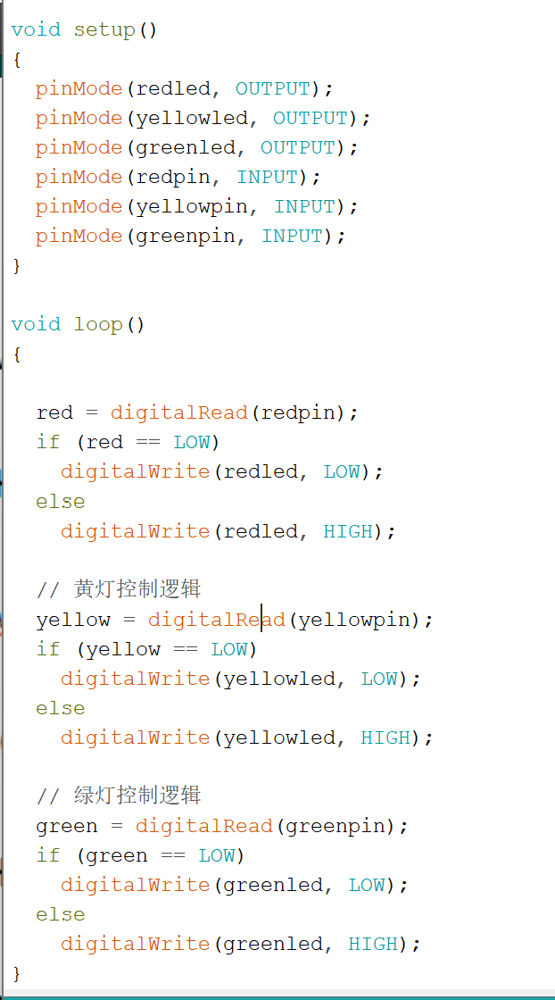 void setup()
{
  pinMode(redled, OUTPUT);
  pinMode(yellowled, OUTPUT);
  pinMode(greenled, OUTPUT);
  pinMode(redpin, INPUT);
  pinMode(yellowpin, INPUT);
  pinMode(greenpin, INPUT);
}

void loop()
{

  red = digitalRead(redpin);
  if (red == LOW)
    digitalWrite(redled, LOW);
  else
    digitalWrite(redled, HIGH);

  // 黄灯控制逻辑
  yellow = digitalRead(yellowpin);
  if (yellow == LOW)
    digitalWrite(yellowled, LOW);
  else
    digitalWrite(yellowled, HIGH);

  // 绿灯控制逻辑
  green = digitalRead(greenpin);
  if (green == LOW)
    digitalWrite(greenled, LOW);
  else
    digitalWrite(greenled, HIGH);
}